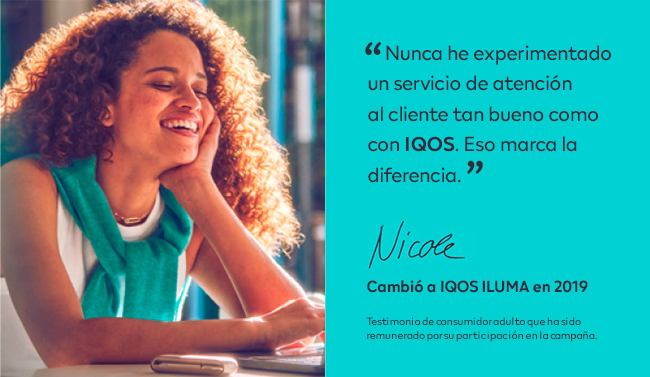 “Nunca he experimentado
un servicio de atención
al cliente tan bueno como
con IQOS. Eso marca la
diferencia.”
Nicole
Cambió a IQOS ILUMA en 2019
Testimonio de consumidor adulto que ha sido
remunerado por su participación en la campaña.